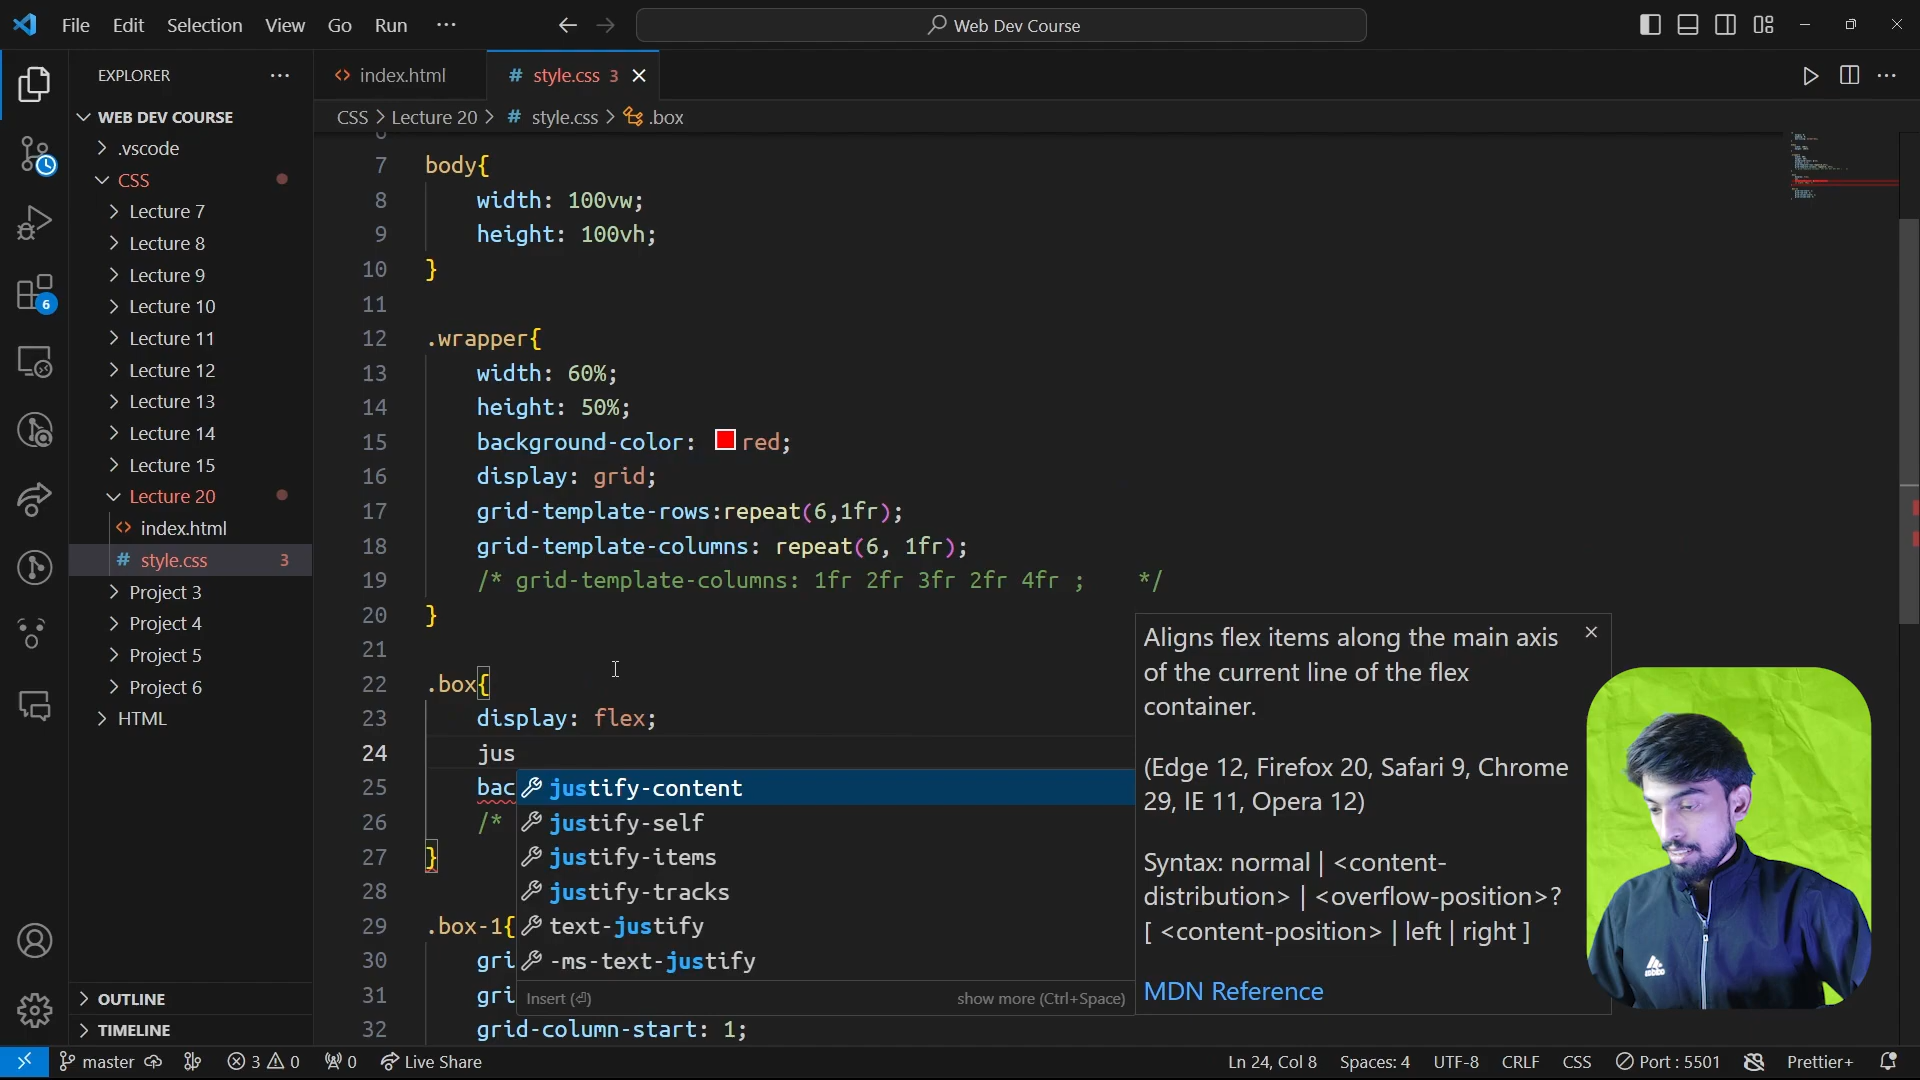 File Edit Selection View Go Run ···
Web Dev Course
EXPLORER ···
WEB DEV COURSE
.vscode
CSS
Lecture 7
Lecture 8
Lecture 9
Lecture 10
Lecture 11
Lecture 12
Lecture 13
Lecture 14
Lecture 15
Lecture 20
index.html
style.css 3
Project 3
Project 4
Project 5
Project 6
HTML
OUTLINE
TIMELINE
6
<> index.html
# style.css 3
CSS > Lecture 20 > # style.css > .box
7 body{
8 width: 100vw;
9 height: 100vh;
10 }
11
12 .wrapper{
13 width: 60%;
14 height: 50%;
15 background-color: red;
16 display: grid;
17 grid-template-rows:repeat(6,1fr);
18 grid-template-columns: repeat(6, 1fr);
19 /* grid-template-columns: 1fr 2fr 3fr 2fr 4fr ; */
20 }
21
22 .box{
23 display: flex;
24 jus
25 bac
26 /*
27 }
28
29 .box-1{
30 gri
31 gri
32 grid-column-start: 1;
justify-content
justify-self
justify-items
justify-tracks
text-justify
-ms-text-justify
Insert (⏎) show more (Ctrl+Space)
Aligns flex items along the main axis
of the current line of the flex
container.
(Edge 12, Firefox 20, Safari 9, Chrome
29, IE 11, Opera 12)
Syntax: normal | <content-
distribution> | <overflow-position>?
[ <content-position> | left | right ]
MDN Reference
master 3 0 0 Live Share
Ln 24, Col 8 Spaces: 4 UTF-8 CRLF CSS Port : 5501 Prettier+